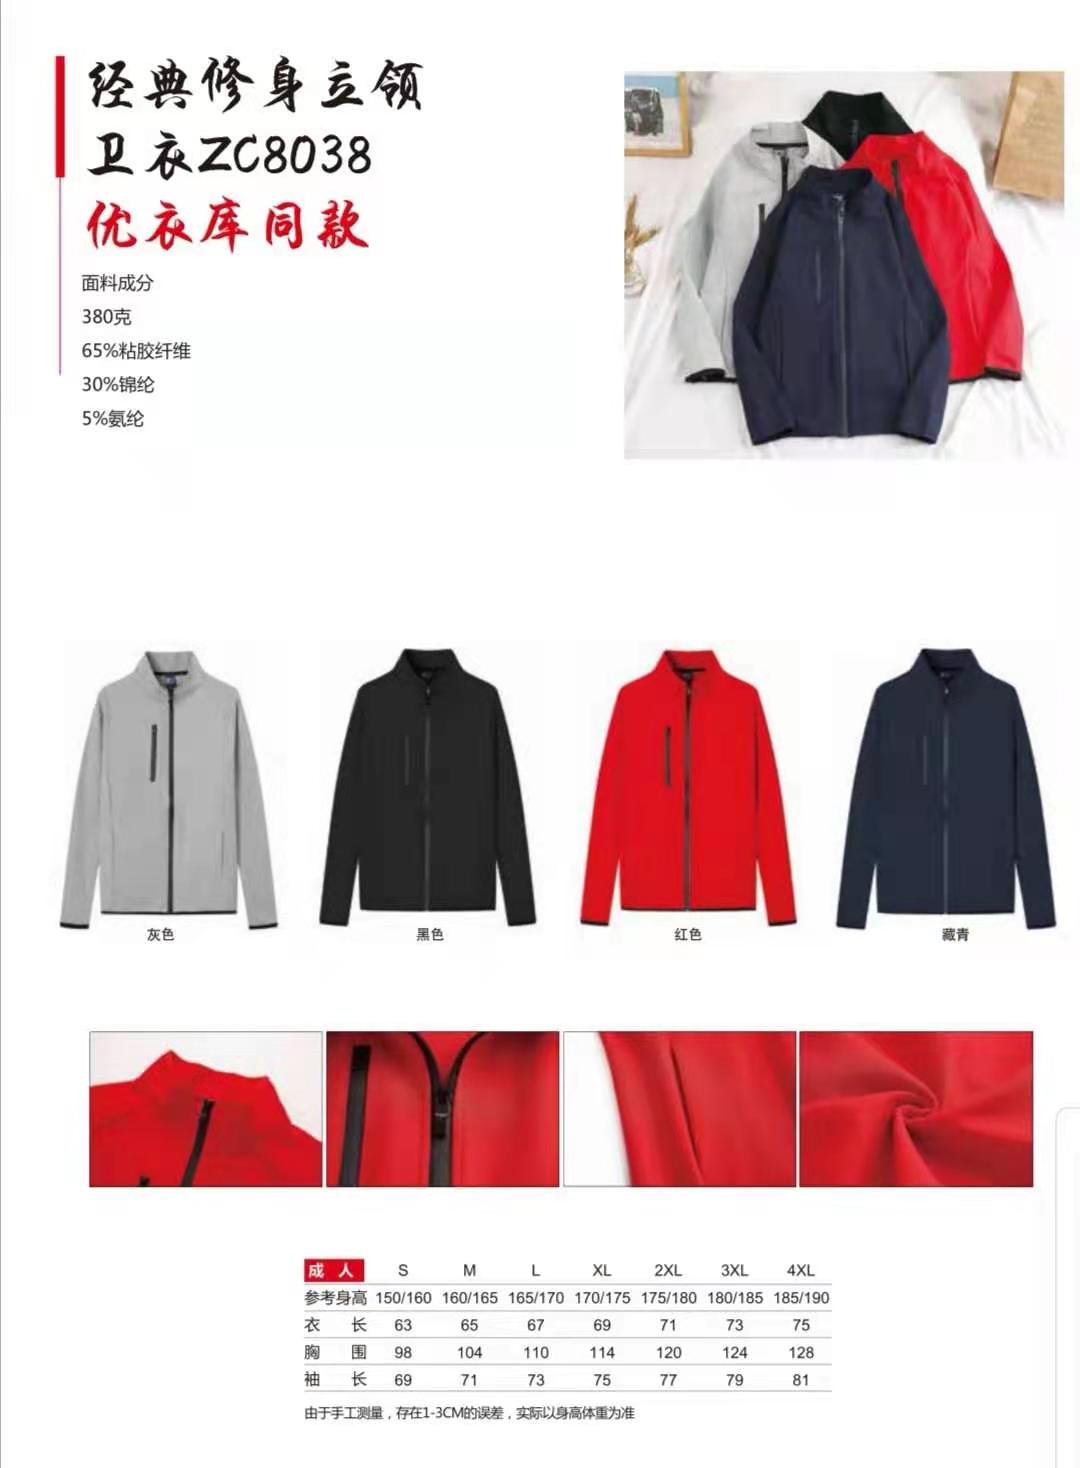 经典修身立领
卫衣ZC8038
优衣库同款
面料成分
380克
65%粘胶纤维
30%锦纶
5%氨纶
灰色
黑色
红色
藏青
成 人 S M L XL 2XL 3XL 4XL
参考身高 150/160 160/165 165/170 170/175 175/180 180/185 185/190
衣 长 63 65 67 69 71 73 75
胸 围 98 104 110 114 120 124 128
袖 长 69 71 73 75 77 79 81
由于手工测量，存在1-3CM的误差，实际以身高体重为准